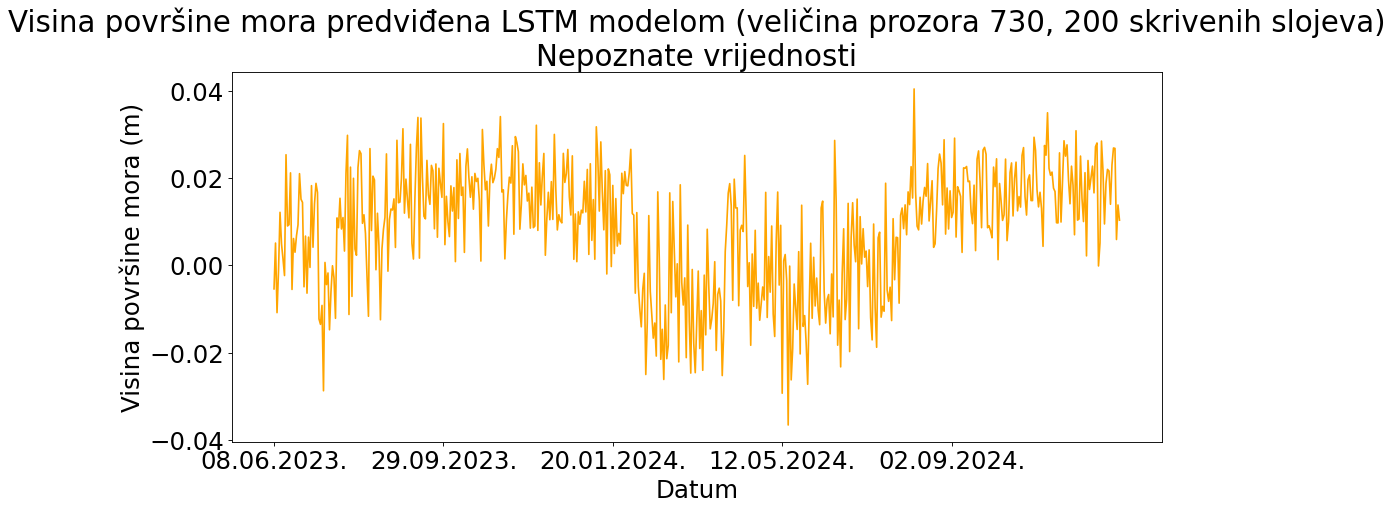 Visina površine mora predviđena LSTM modelom (veličina prozora 730, 200 skrivenih slojeva)
Nepoznate vrijednosti
Visina površine mora (m)
0.04
0.02
0.00
−0.02
−0.04
08.06.2023. 29.09.2023. 20.01.2024. 12.05.2024. 02.09.2024.
Datum